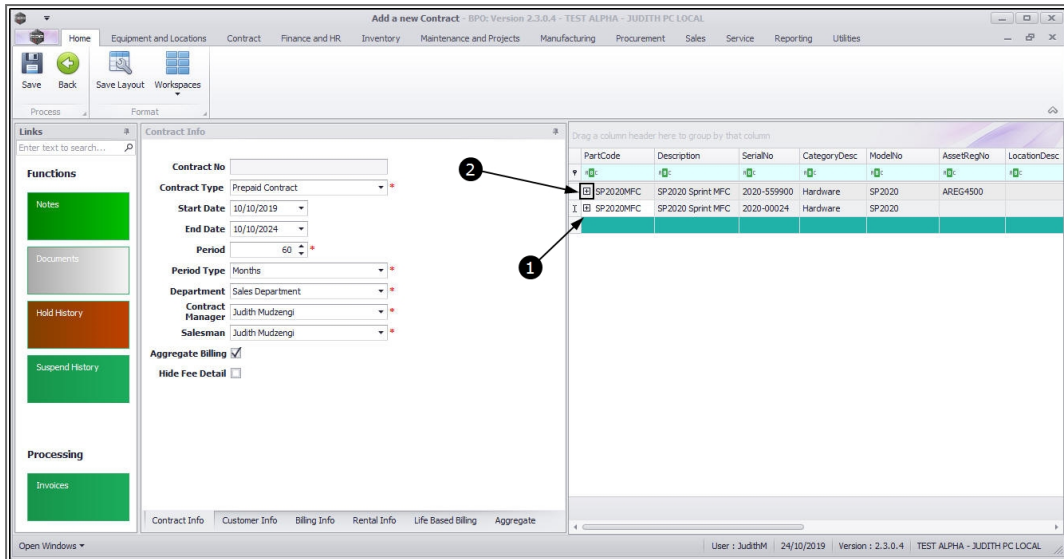 Add a new Contract - BPO: Version 2.3.0.4 - TEST ALPHA - JUDITH PC LOCAL
Home Equipment and Locations Contract Finance and HR Inventory Maintenance and Projects Manufacturing Procurement Sales Service Reporting Utilities
Save Back Save Layout Workspaces
Process Format
Links
Enter text to search...
Functions
Notes
Documents
Hold History
Suspend History
Processing
Invoices
Contract Info
Contract No
Contract Type Prepaid Contract *
Start Date 10/10/2019
End Date 10/10/2024
Period 60 *
Period Type Months *
Department Sales Department *
Contract Manager Judith Mudzengi *
Salesman Judith Mudzengi *
Aggregate Billing
Hide Fee Detail
Contract Info Customer Info Billing Info Rental Info Life Based Billing Aggregate
Drag a column header here to group by that column
PartCode Description SerialNo CategoryDesc ModelNo AssetRegNo LocationDesc
2
SP2020MFC SP2020 Sprint MFC 2020-559900 Hardware SP2020 AREG4500
SP2020MFC SP2020 Sprint MFC 2020-00024 Hardware SP2020
1
Open Windows User : JudithM 24/10/2019 Version : 2.3.0.4 TEST ALPHA - JUDITH PC LOCAL